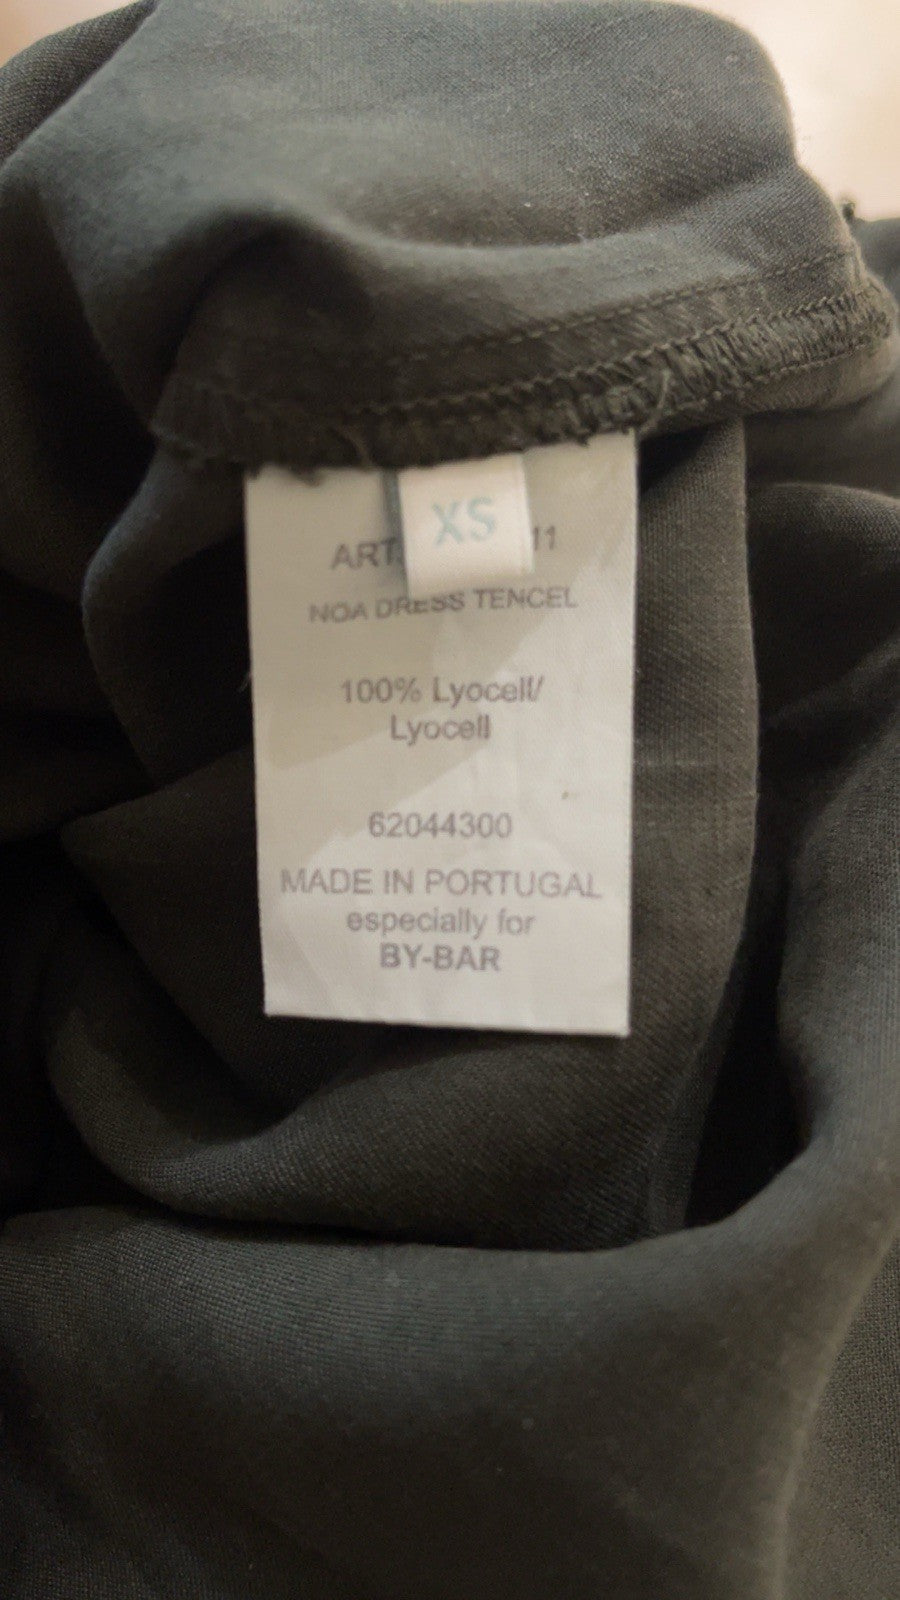 XS
ART. 11
NOA DRESS TENCEL
100% Lyocell/
Lyocell
62044300
MADE IN PORTUGAL
especially for
BY-BAR